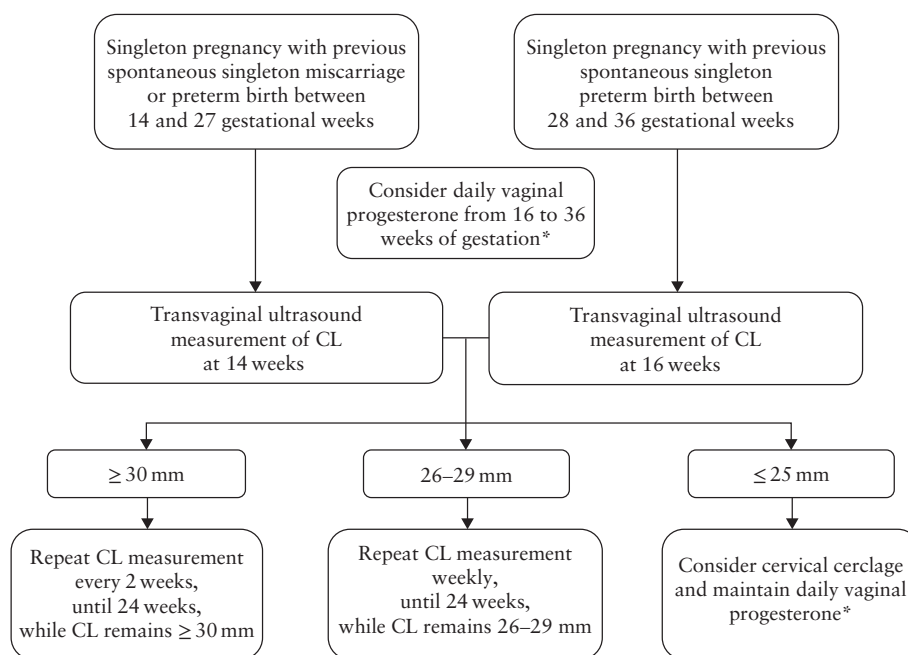 Singleton pregnancy with previous
spontaneous singleton miscarriage
or preterm birth between
14 and 27 gestational weeks
Singleton pregnancy with previous
spontaneous singleton
preterm birth between
28 and 36 gestational weeks
Consider daily vaginal
progesterone from 16 to 36
weeks of gestation*
Transvaginal ultrasound
measurement of CL
at 14 weeks
Transvaginal ultrasound
measurement of CL
at 16 weeks
≥ 30 mm
26–29 mm
≤ 25 mm
Repeat CL measurement
every 2 weeks,
until 24 weeks,
while CL remains ≥ 30 mm
Repeat CL measurement
weekly,
until 24 weeks,
while CL remains 26–29 mm
Consider cervical cerclage
and maintain daily vaginal
progesterone*